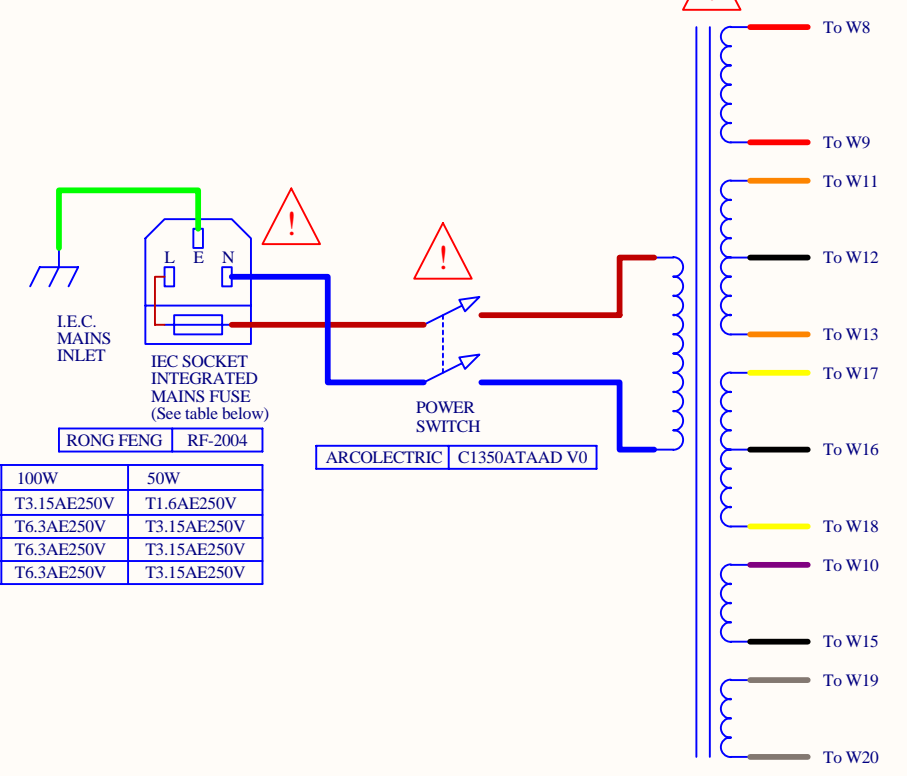 To W8
To W9
To W11
To W12
To W13
To W17
To W16
To W18
To W10
To W15
To W19
To W20
!
!
L E N
I.E.C.
MAINS
INLET
IEC SOCKET
INTEGRATED
MAINS FUSE
(See table below)
RONG FENG RF-2004
POWER
SWITCH
ARCOLECTRIC C1350ATAAD V0
100W 50W
T3.15AE250V T1.6AE250V
T6.3AE250V T3.15AE250V
T6.3AE250V T3.15AE250V
T6.3AE250V T3.15AE250V